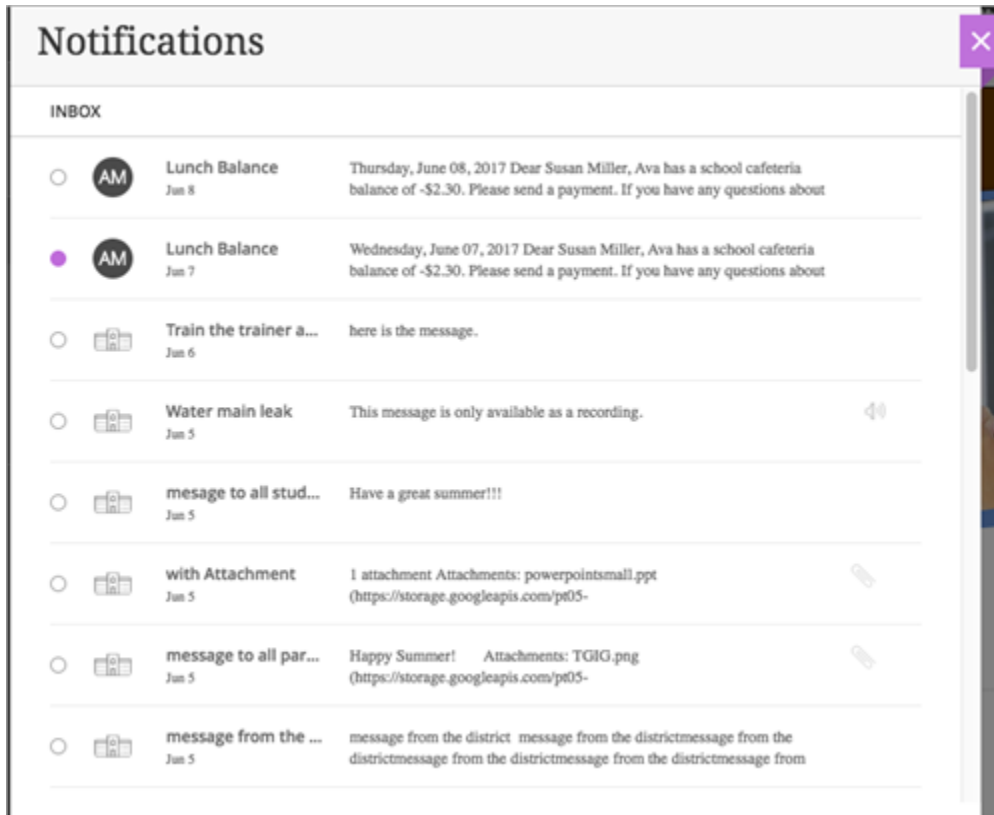 Notifications
INBOX
AM
Lunch Balance
Jun 8
Thursday, June 08, 2017 Dear Susan Miller, Ava has a school cafeteria
balance of -$2.30. Please send a payment. If you have any questions about
AM
Lunch Balance
Jun 7
Wednesday, June 07, 2017 Dear Susan Miller, Ava has a school cafeteria
balance of -$2.30. Please send a payment. If you have any questions about
Train the trainer a...
Jun 6
here is the message.
Water main leak
Jun 5
This message is only available as a recording.
mesage to all stud...
Jun 5
Have a great summer!!!
with Attachment
Jun 5
1 attachment Attachments: powerpointsmall.ppt
(https://storage.googleapis.com/pt05-
message to all par...
Jun 5
Happy Summer! Attachments: TGIG.png
(https://storage.googleapis.com/pt05-
message from the ...
Jun 5
message from the district message from the districtmessage from the
districtmessage from the districtmessage from the districtmessage from